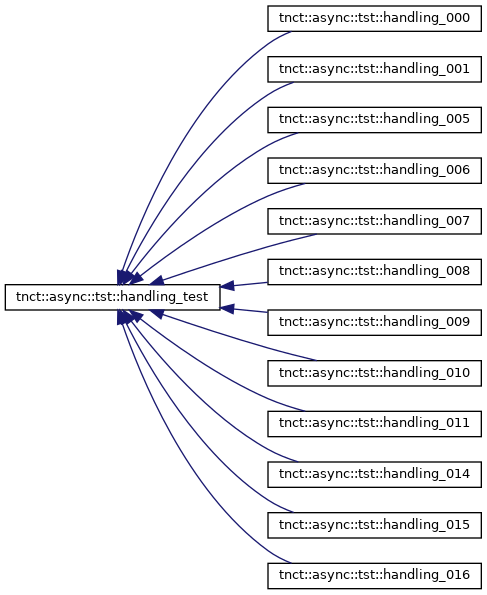 tnct::async::tst::handling_000
tnct::async::tst::handling_001
tnct::async::tst::handling_005
tnct::async::tst::handling_006
tnct::async::tst::handling_007
tnct::async::tst::handling_008
tnct::async::tst::handling_test
tnct::async::tst::handling_009
tnct::async::tst::handling_010
tnct::async::tst::handling_011
tnct::async::tst::handling_014
tnct::async::tst::handling_015
tnct::async::tst::handling_016